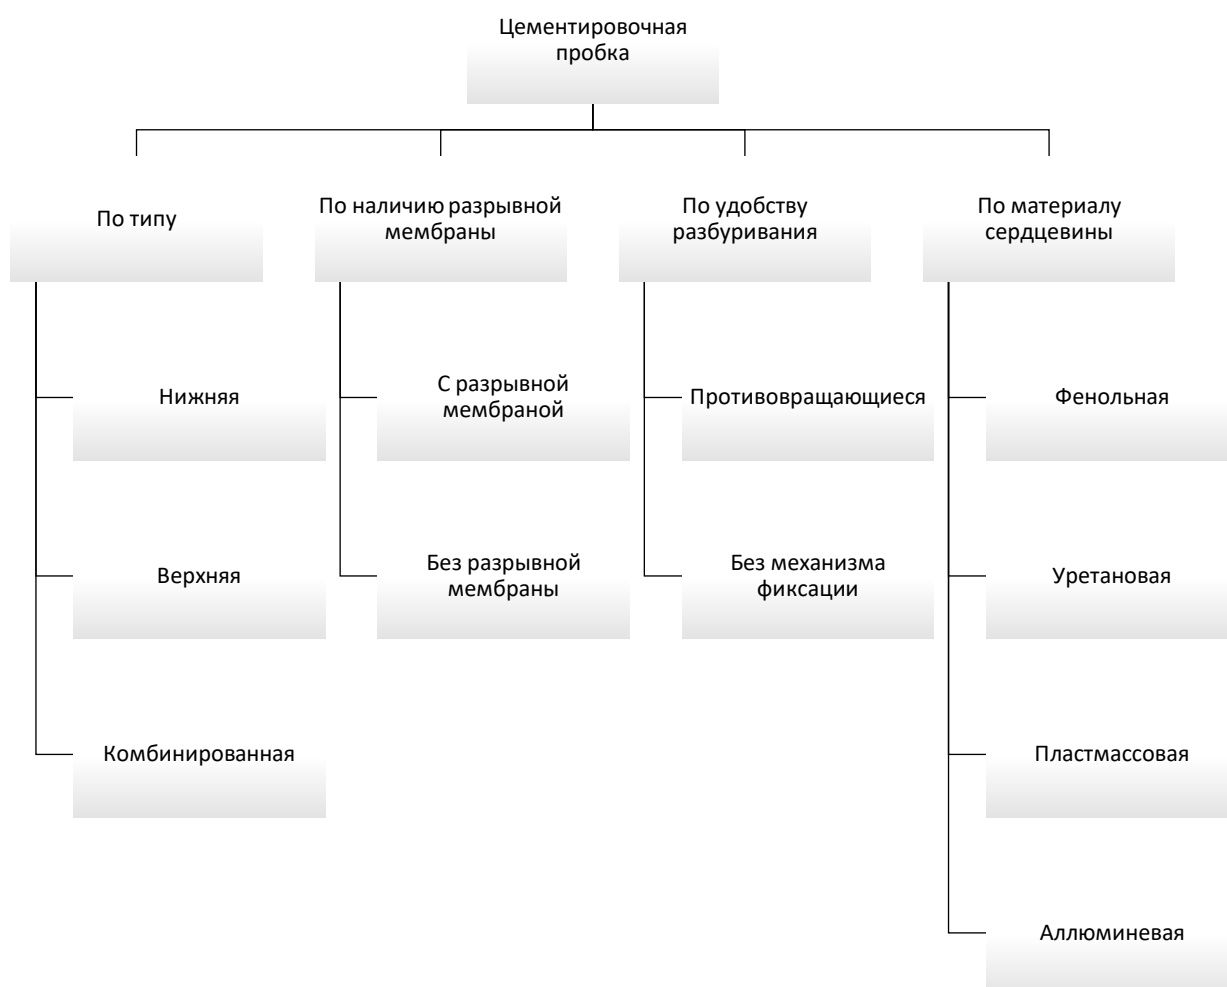 Цементировочная
пробка
По типу
По наличию разрывной
мембраны
По удобству
разбуривания
По материалу
сердцевины
Нижняя
С разрывной
мембраной
Противовращающиеся
Фенольная
Верхняя
Без разрывной
мембраны
Без механизма
фиксации
Уретановая
Комбинированная
Пластмассовая
Аллюминевая